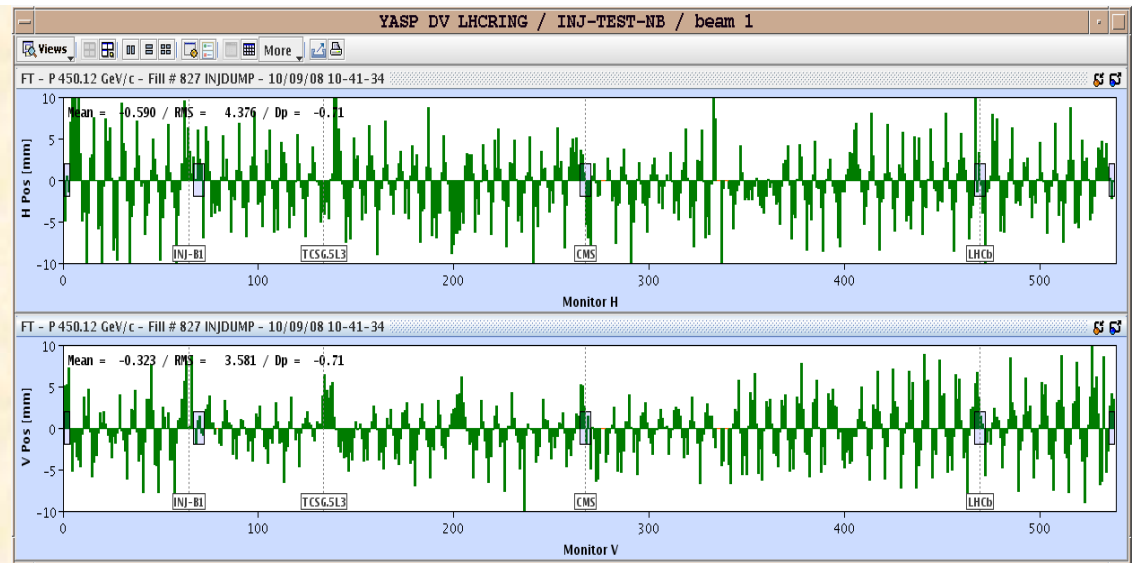 YASP DV LHCRING / INJ-TEST-NB / beam 1
Views More
FT - P 450.12 GeV/c - Fill # 827 INJDUMP - 10/09/08 10-41-34
Mean = -0.590 / RMS = 4.376 / Dp = -0.71
H Pos [mm]
10
5
0
-5
-10
INJ-B1 TCSG.5L3 CMS LHCb
0 100 200 300 400 500
Monitor H
FT - P 450.12 GeV/c - Fill # 827 INJDUMP - 10/09/08 10-41-34
Mean = -0.323 / RMS = 3.581 / Dp = -0.71
V Pos [mm]
10
5
0
-5
-10
INJ-B1 TCSG.5L3 CMS LHCb
0 100 200 300 400 500
Monitor V